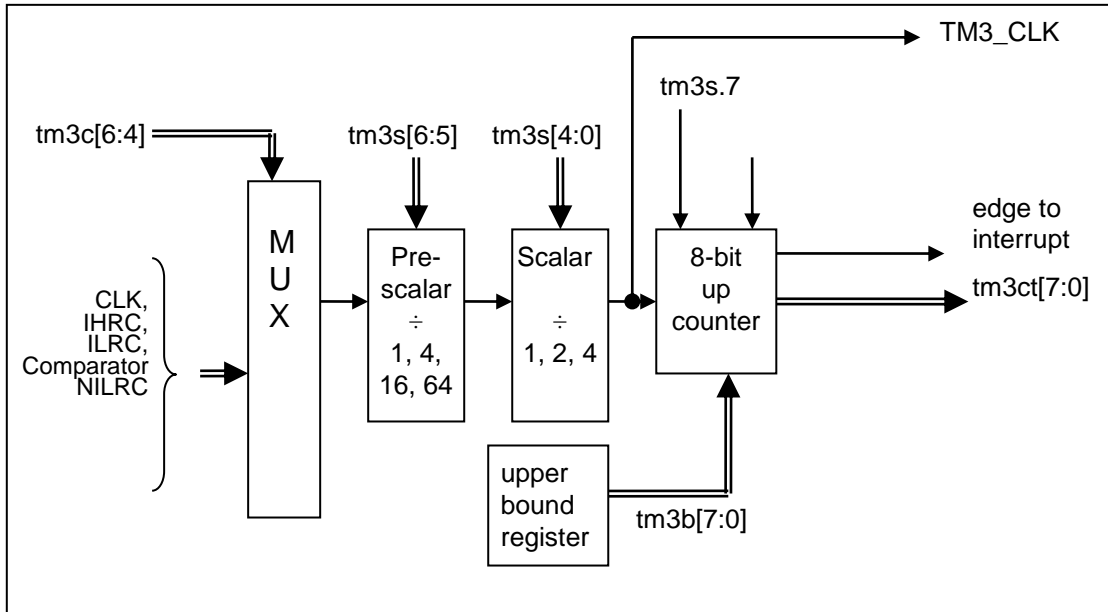 TM3_CLK
tm3s.7
tm3c[6:4]
tm3s[6:5]
tm3s[4:0]
M
U
X
Pre-
scalar
÷
1, 4,
16, 64
Scalar
÷
1, 2, 4
8-bit
up
counter
edge to
interrupt
tm3ct[7:0]
CLK,
IHRC,
ILRC,
Comparator
NILRC
upper
bound
register
tm3b[7:0]